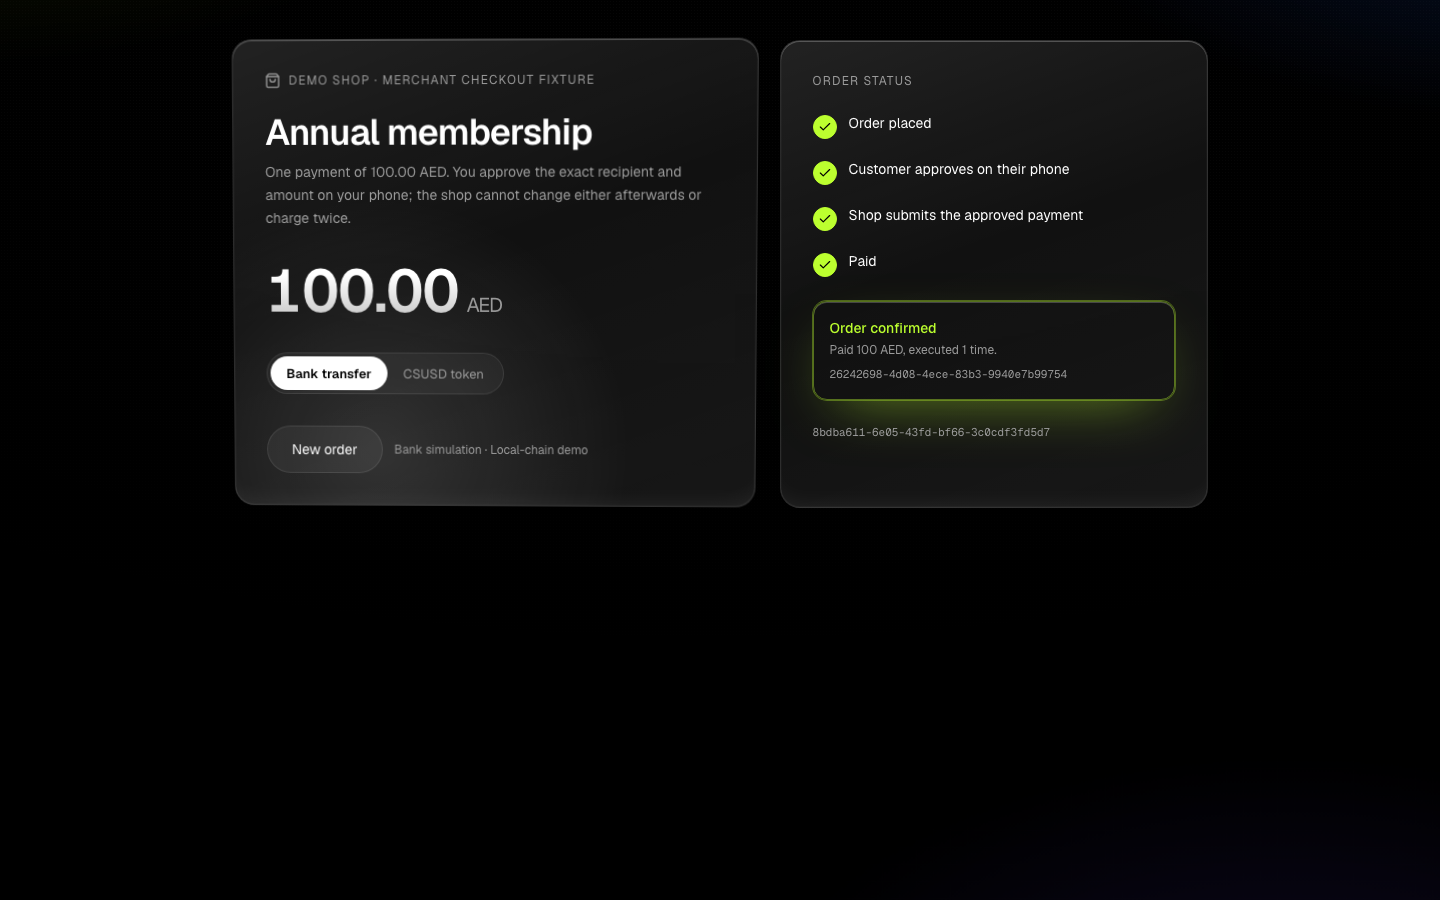 DEMO SHOP · MERCHANT CHECKOUT FIXTURE
Annual membership
One payment of 100.00 AED. You approve the exact recipient and
amount on your phone; the shop cannot change either afterwards or
charge twice.
100.00 AED
Bank transfer
CSUSD token
New order
Bank simulation · Local-chain demo
ORDER STATUS
Order placed
Customer approves on their phone
Shop submits the approved payment
Paid
Order confirmed
Paid 100 AED, executed 1 time.
26242698-4d08-4ece-83b3-9940e7b99754
8bdba611-6e05-43fd-bf66-3c0cdf3fd5d7